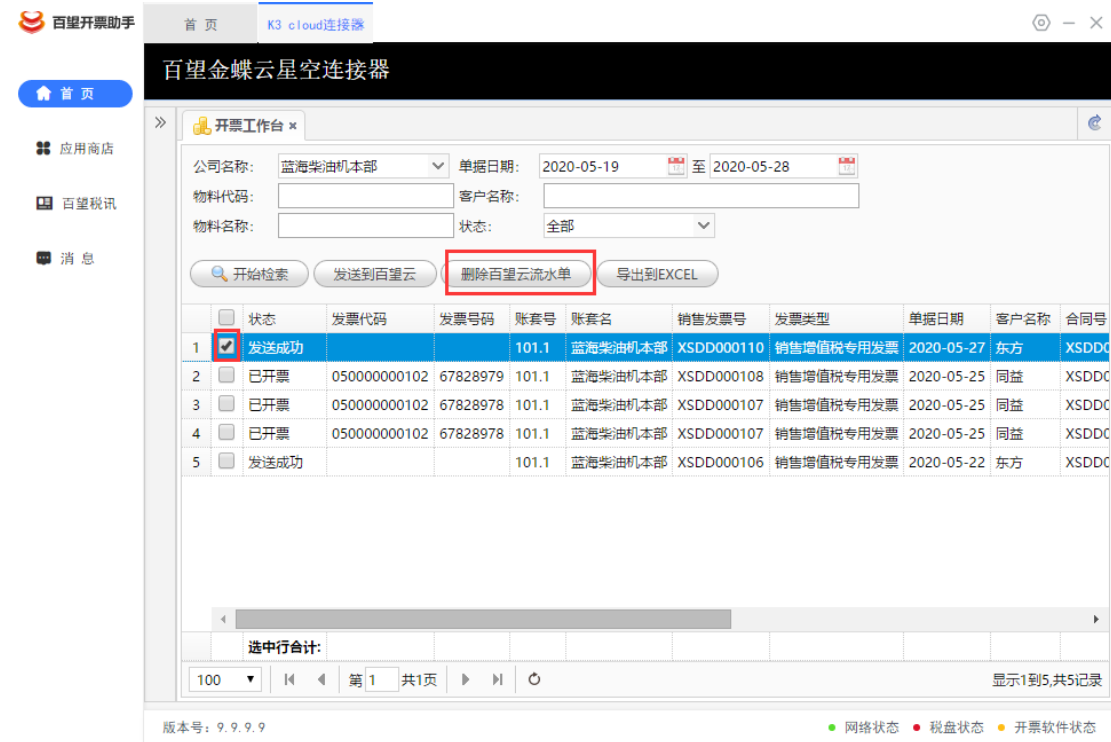 百望开票助手
首 页
K3 cloud连接器
百望金蝶云星空连接器
首 页
应用商店
百望税讯
消 息
开票工作台
公司名称: 蓝海柴油机本部 单据日期: 2020-05-19 至 2020-05-28
物料代码: 客户名称:
物料名称: 状态: 全部
开始检索 发送到百望云 删除百望云流水单 导出到EXCEL
状态 发票代码 发票号码 账套号 账套名 销售发票号 发票类型 单据日期 客户名称 合同号
1 发送成功 101.1 蓝海柴油机本部 XSDD000110 销售增值税专用发票 2020-05-27 东方 XSDD0
2 已开票 050000000102 67828979 101.1 蓝海柴油机本部 XSDD000108 销售增值税专用发票 2020-05-25 同益 XSDD0
3 已开票 050000000102 67828978 101.1 蓝海柴油机本部 XSDD000107 销售增值税专用发票 2020-05-25 同益 XSDD0
4 已开票 050000000102 67828978 101.1 蓝海柴油机本部 XSDD000107 销售增值税专用发票 2020-05-25 同益 XSDD0
5 发送成功 101.1 蓝海柴油机本部 XSDD000106 销售增值税专用发票 2020-05-22 东方 XSDD0
选中行合计:
100 第 1 共1页 显示1到5,共5记录
版本号: 9.9.9.9 网络状态 税盘状态 开票软件状态